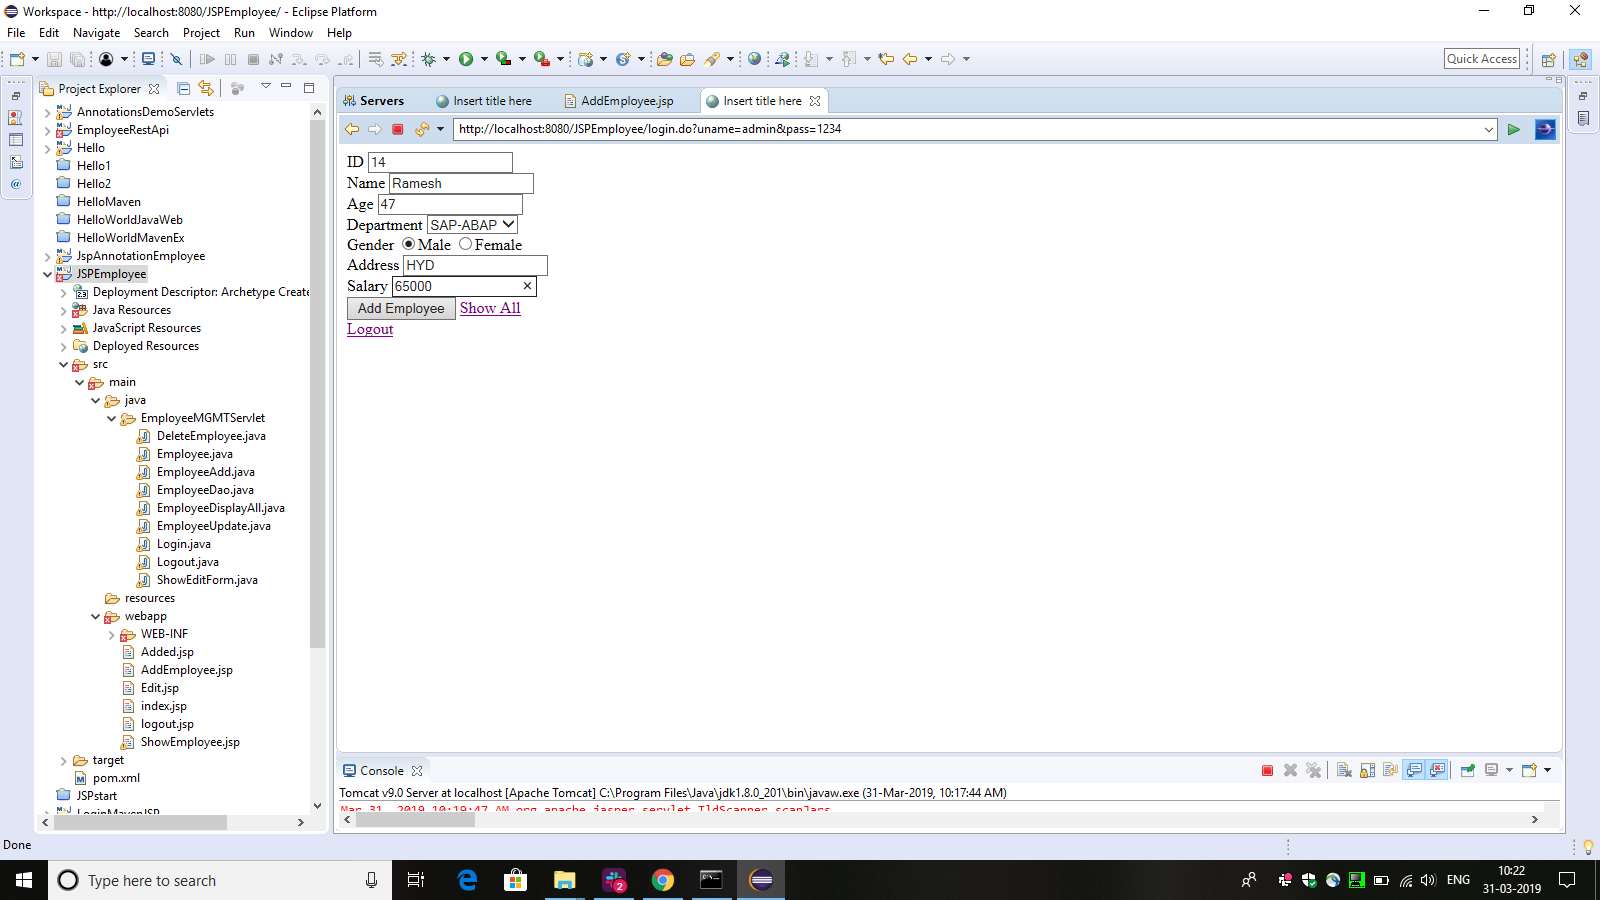 Workspace - http://localhost:8080/JSPEmployee/ - Eclipse Platform
File Edit Navigate Search Project Run Window Help
Quick Access
Project Explorer
AnnotationsDemoServlets
EmployeeRestApi
Hello
Hello1
Hello2
HelloMaven
HelloWorldJavaWeb
HelloWorldMavenEx
JspAnnotationEmployee
JSPEmployee
Deployment Descriptor: Archetype Create
Java Resources
JavaScript Resources
Deployed Resources
src
main
java
EmployeeMGMTServlet
DeleteEmployee.java
Employee.java
EmployeeAdd.java
EmployeeDao.java
EmployeeDisplayAll.java
EmployeeUpdate.java
Login.java
Logout.java
ShowEditForm.java
resources
webapp
WEB-INF
Added.jsp
AddEmployee.jsp
Edit.jsp
index.jsp
logout.jsp
ShowEmployee.jsp
target
pom.xml
JSPstart
LoginMavenJSP
Servers Insert title here AddEmployee.jsp Insert title here
http://localhost:8080/JSPEmployee/login.do?uname=admin&pass=1234
ID 14
Name Ramesh
Age 47
Department SAP-ABAP
Gender Male Female
Address HYD
Salary 65000
Add Employee Show All
Logout
Console
Tomcat v9.0 Server at localhost [Apache Tomcat] C:\Program Files\Java\jdk1.8.0_201\bin\javaw.exe (31-Mar-2019, 10:17:44 AM)
Mar 31, 2019 10:19:47 AM org.apache.jasper.servlet.TldScanner scanJars
Done
Type here to search
2
ENG
10:22
31-03-2019